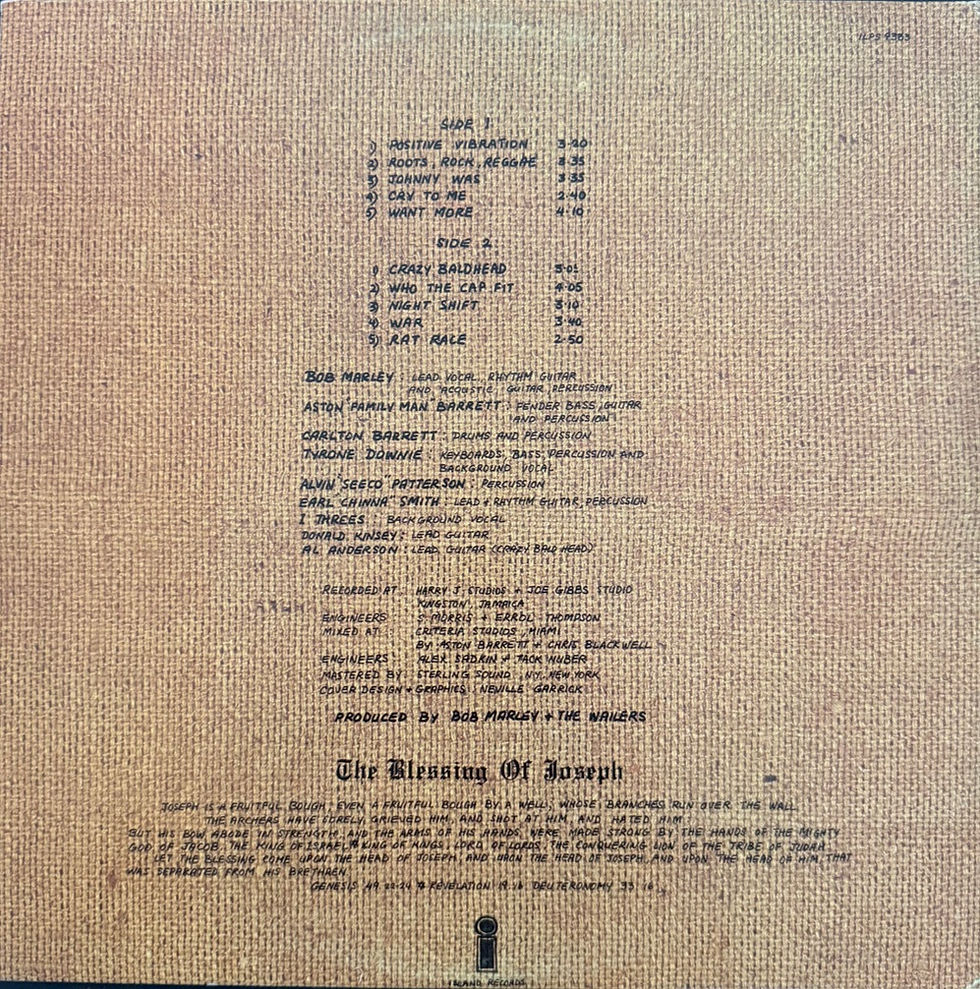 ILPS 9383
SIDE 1
1) POSITIVE VIBRATION 3·20
2) ROOTS, ROCK, REGGAE 3·35
3) JOHNNY WAS 3·35
4) CRY TO ME 2·40
5) WANT MORE 4·10
SIDE 2
1) CRAZY BALDHEAD
2) WHO THE CAP FIT 4·05
3) NIGHT SHIFT 3·10
4) WAR 3·40
5) RAT RACE 2·50
BOB MARLEY : LEAD VOCAL, RHYTHM GUITAR
AND ACOUSTIC GUITAR, PERCUSSION
ASTON "FAMILY MAN" BARRETT : FENDER BASS, GUITAR
AND PERCUSSION
CARLTON BARRETT : DRUMS AND PERCUSSION
TYRONE DOWNIE : KEYBOARDS, BASS, PERCUSSION AND
BACKGROUND VOCAL
ALVIN "SEECO" PATTERSON : PERCUSSION
EARL "CHINNA" SMITH : LEAD + RHYTHM GUITAR, PERCUSSION
I THREES : BACKGROUND VOCAL
DONALD KINSEY : LEAD GUITAR
AL ANDERSON : LEAD GUITAR (CRAZY BALD HEAD)
RECORDED AT : HARRY J STUDIOS + JOE GIBBS STUDIO
KINGSTON, JAMAICA
ENGINEERS : S MORRIS + ERROL THOMPSON
MIXED AT : CRITERIA STUDIOS, MIAMI
BY ASTON BARRETT + CHRIS BLACKWELL
ENGINEERS : ALEX SADKIN + JACK NUBER
MASTERED BY : STERLING SOUND, N.Y. NEW YORK
COVER DESIGN + GRAPHICS : NEVILLE GARRICK
PRODUCED BY BOB MARLEY + THE WAILERS
The Blessing Of Joseph
JOSEPH IS A FRUITFUL BOUGH, EVEN A FRUITFUL BOUGH BY A WELL; WHOSE BRANCHES RUN OVER THE WALL
THE ARCHERS HAVE SORELY GRIEVED HIM, AND SHOT AT HIM, AND HATED HIM :
BUT HIS BOW ABODE IN STRENGTH, AND THE ARMS OF HIS HANDS WERE MADE STRONG BY THE HANDS OF THE MIGHTY
GOD OF JACOB, THE KING OF ISRAEL * KING OF KINGS, LORD OF LORDS, THE CONQUERING LION OF THE TRIBE OF JUDAH
LET THE BLESSING COME UPON THE HEAD OF JOSEPH, AND UPON THE HEAD OF JOSEPH, AND UPON THE HEAD OF HIM, THAT
WAS SEPARATED FROM HIS BRETHREN
GENESIS 49 22-24 * REVELATION 19·16 DEUTERONOMY 33 16
ISLAND RECORDS